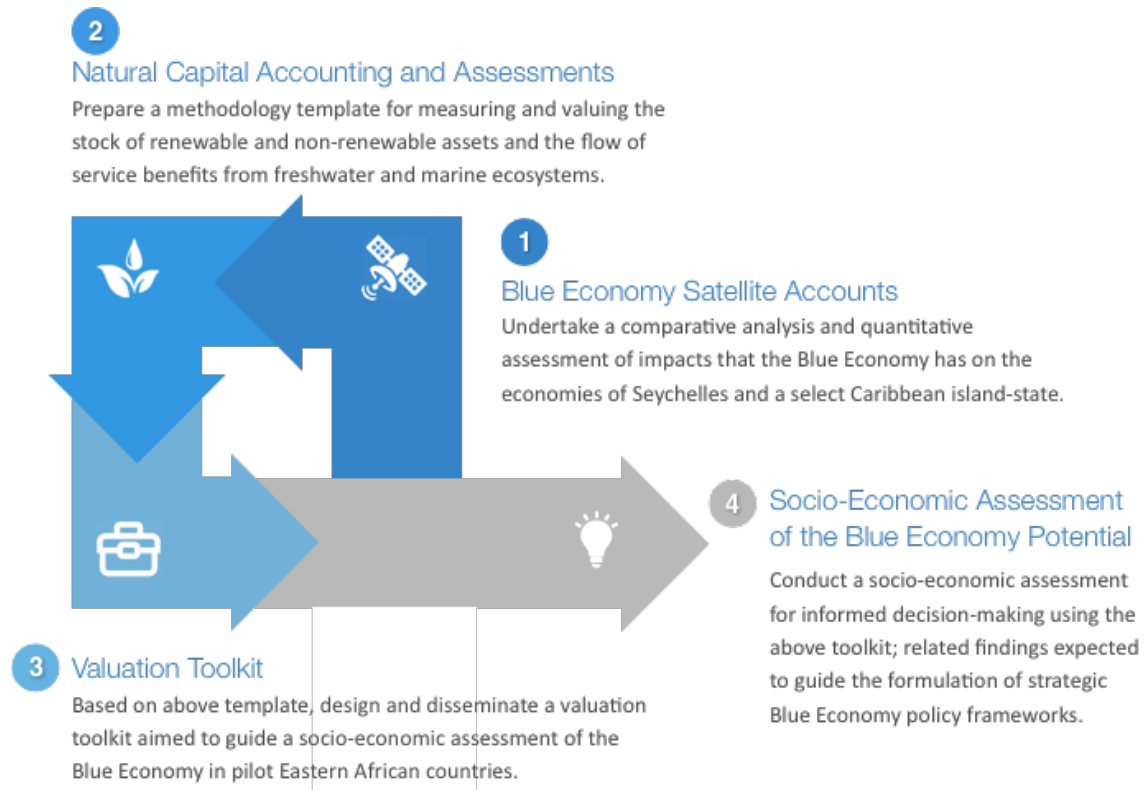 2
Natural Capital Accounting and Assessments
Prepare a methodology template for measuring and valuing the
stock of renewable and non-renewable assets and the flow of
service benefits from freshwater and marine ecosystems.
1
Blue Economy Satellite Accounts
Undertake a comparative analysis and quantitative
assessment of impacts that the Blue Economy has on the
economies of Seychelles and a select Caribbean island-state.
4
Socio-Economic Assessment
of the Blue Economy Potential
Conduct a socio-economic assessment
for informed decision-making using the
above toolkit; related findings expected
to guide the formulation of strategic
Blue Economy policy frameworks.
3
Valuation Toolkit
Based on above template, design and disseminate a valuation
toolkit aimed to guide a socio-economic assessment of the
Blue Economy in pilot Eastern African countries.